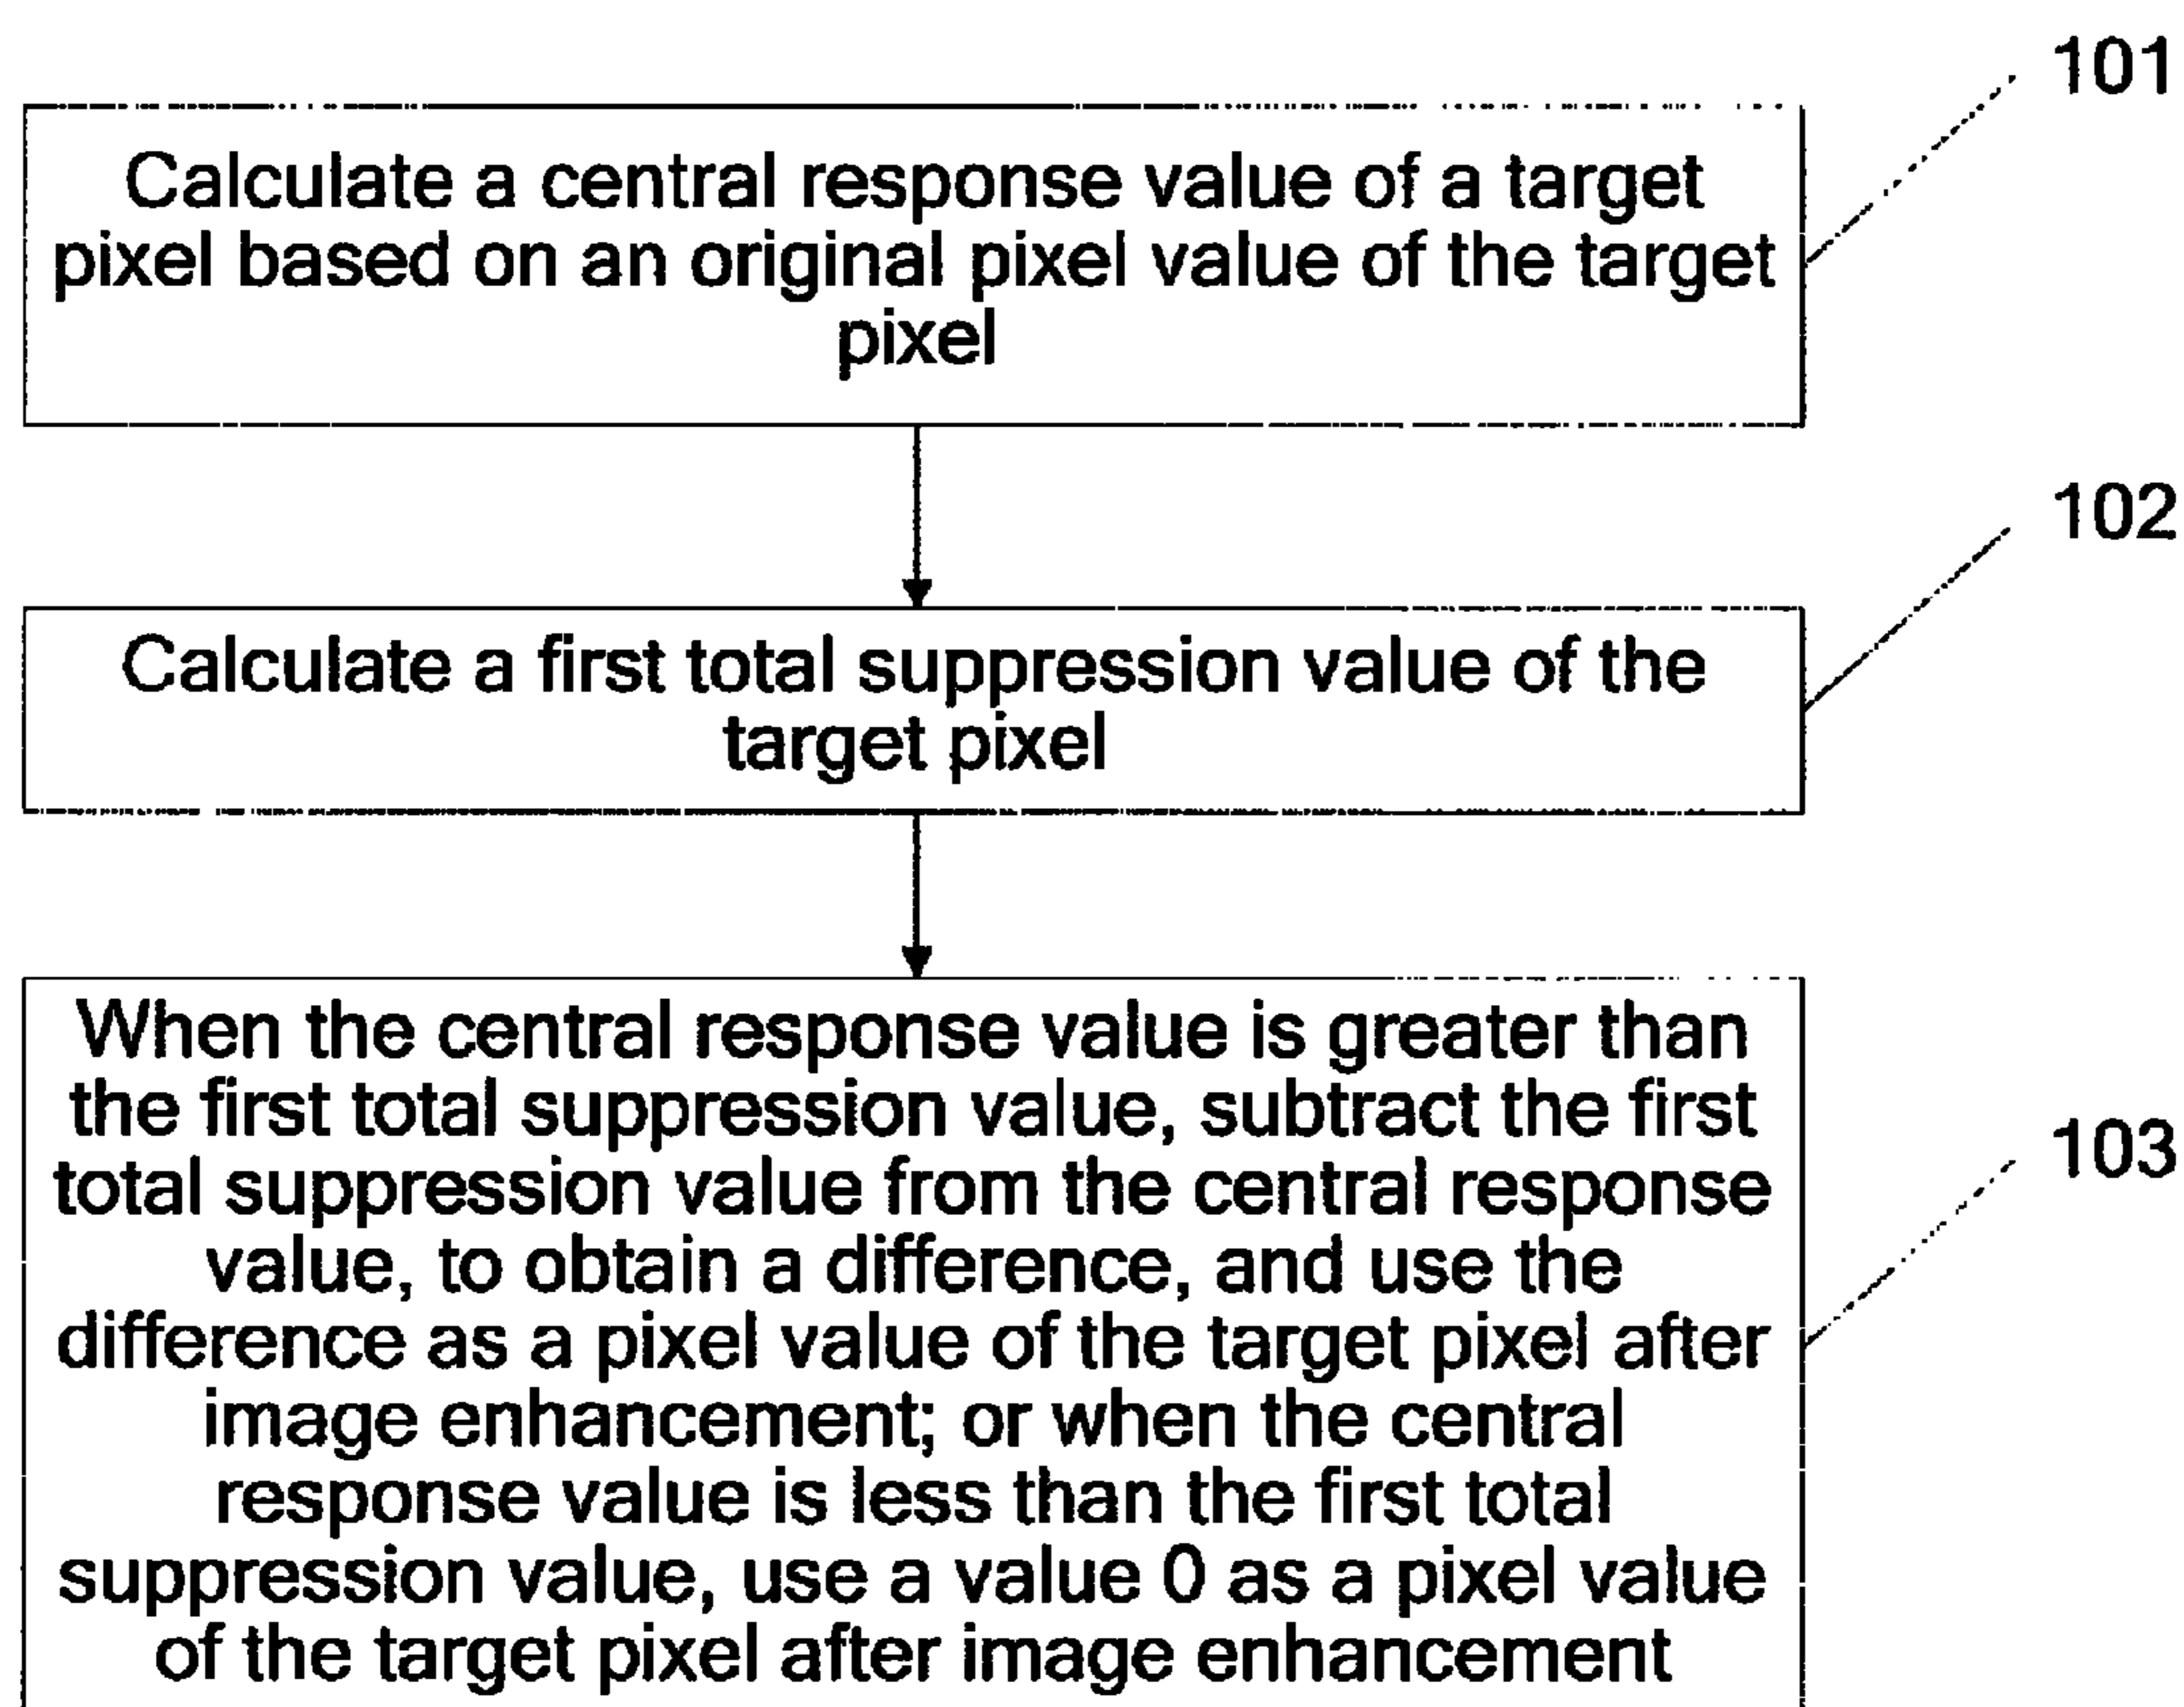 101
Calculate a central response value of a target
pixel based on an original pixel value of the target
pixel
102
Calculate a first total suppression value of the
target pixel
When the central response value is greater than
the first total suppression value, subtract the first
total suppression value from the central response
value, to obtain a difference, and use the
difference as a pixel value of the target pixel after
image enhancement; or when the central
response value is less than the first total
suppression value, use a value 0 as a pixel value
of the target pixel after image enhancement
103